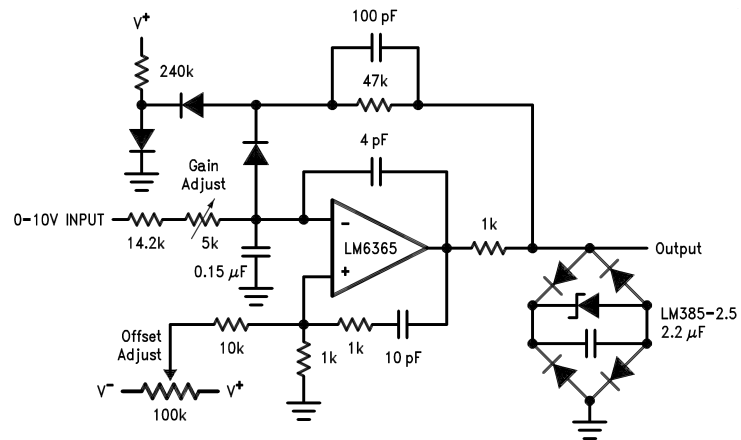 100 pF
V+
240k
47k
4 pF
Gain
Adjust
0-10V INPUT
14.2k
5k
0.15 μF
-
LM6365
+
1k
Output
LM385-2.5
2.2 μF
Offset
Adjust
10k
1k
10 pF
1k
V-
V+
100k